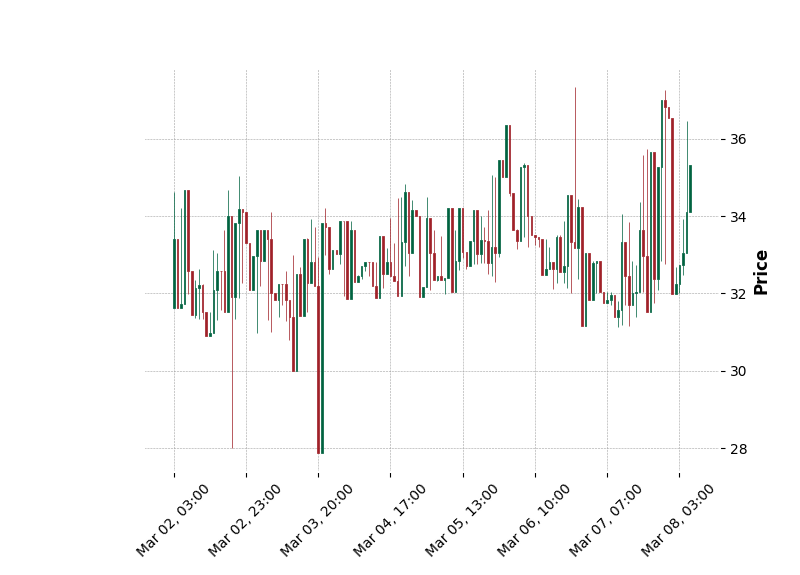 36
34
32
30
28
Price
Mar 02, 03:00
Mar 02, 23:00
Mar 03, 20:00
Mar 04, 17:00
Mar 05, 13:00
Mar 06, 10:00
Mar 07, 07:00
Mar 08, 03:00